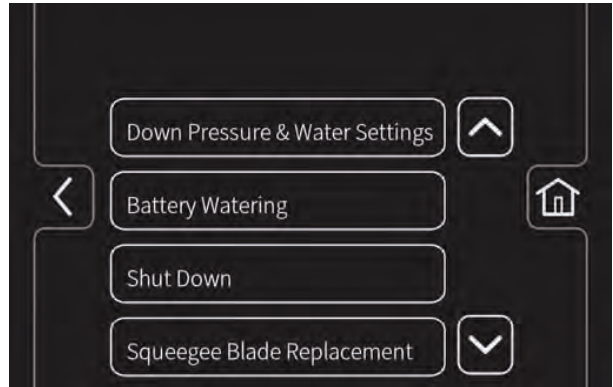 Down Pressure & Water Settings
Battery Watering
Shut Down
Squeegee Blade Replacement